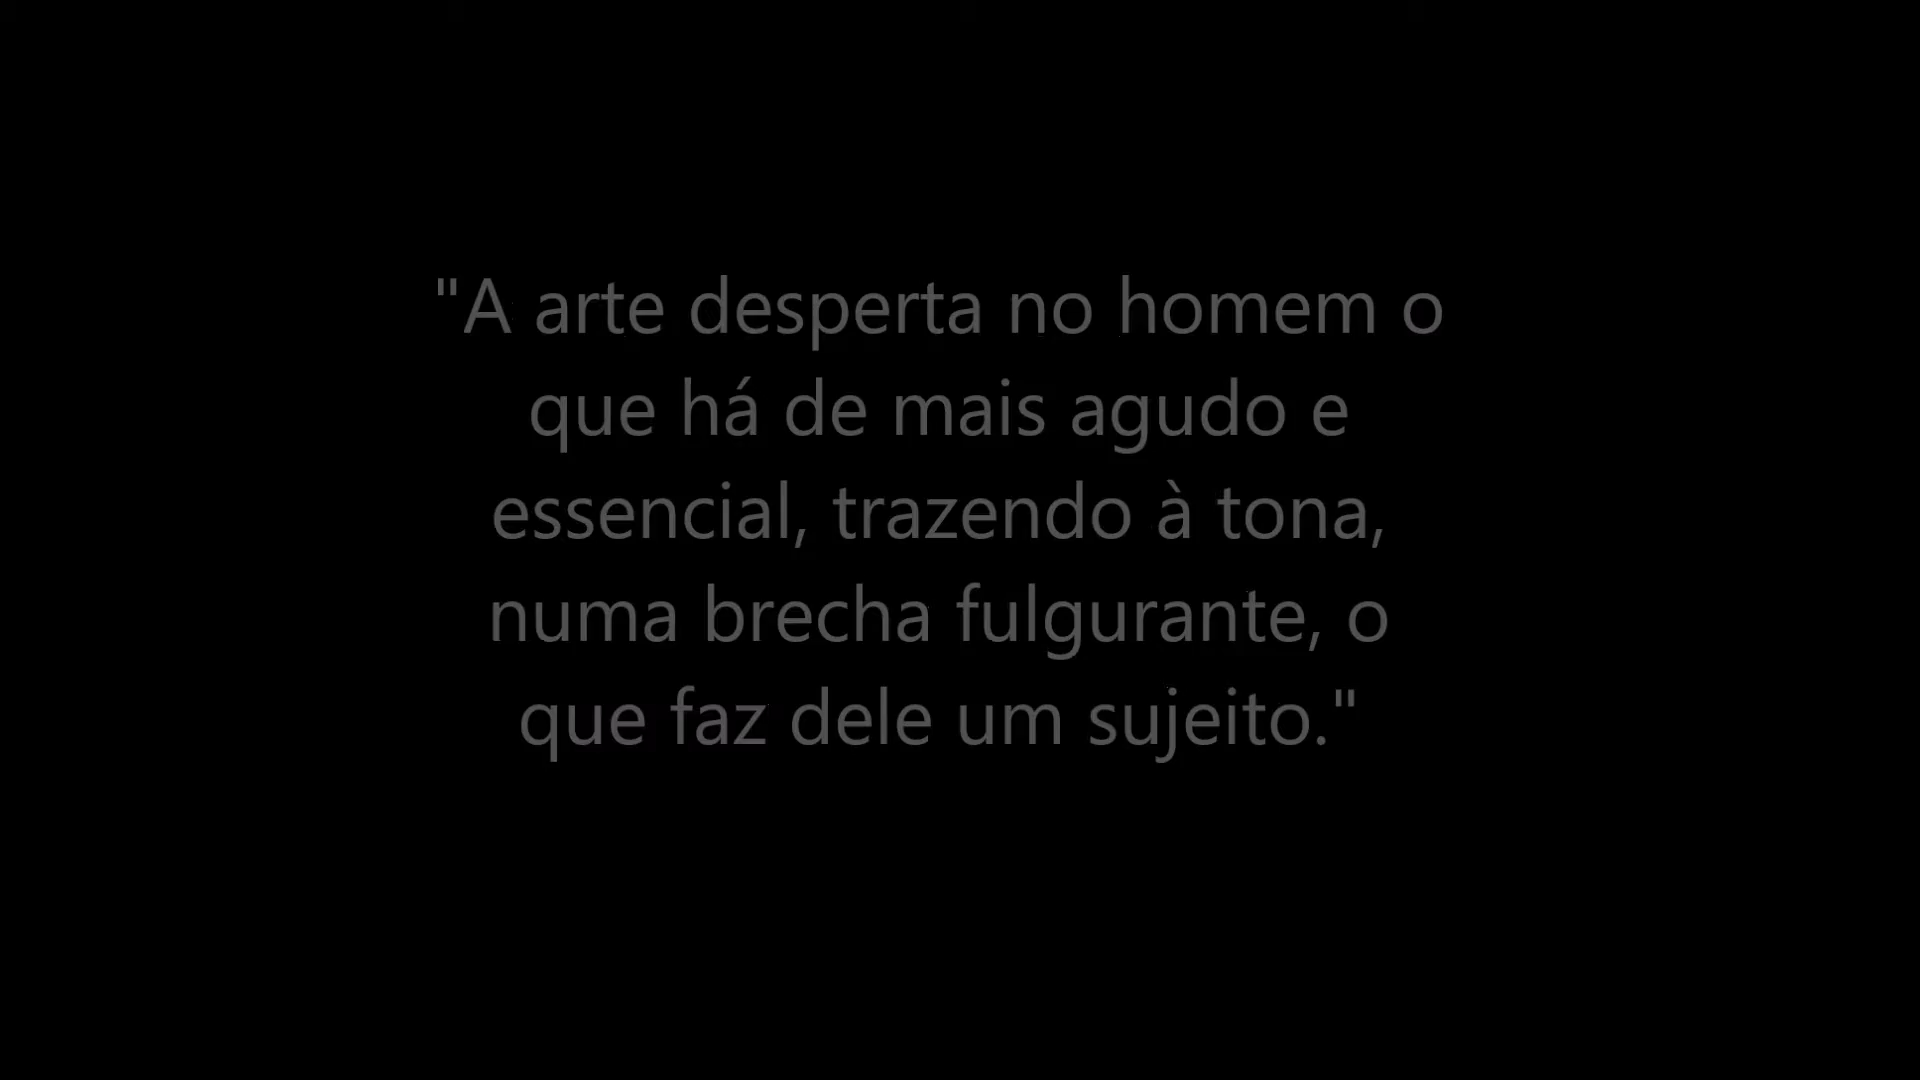 "A arte desperta no homem o
que há de mais agudo e
essencial, trazendo à tona,
numa brecha fulgurante, o
que faz dele um sujeito."